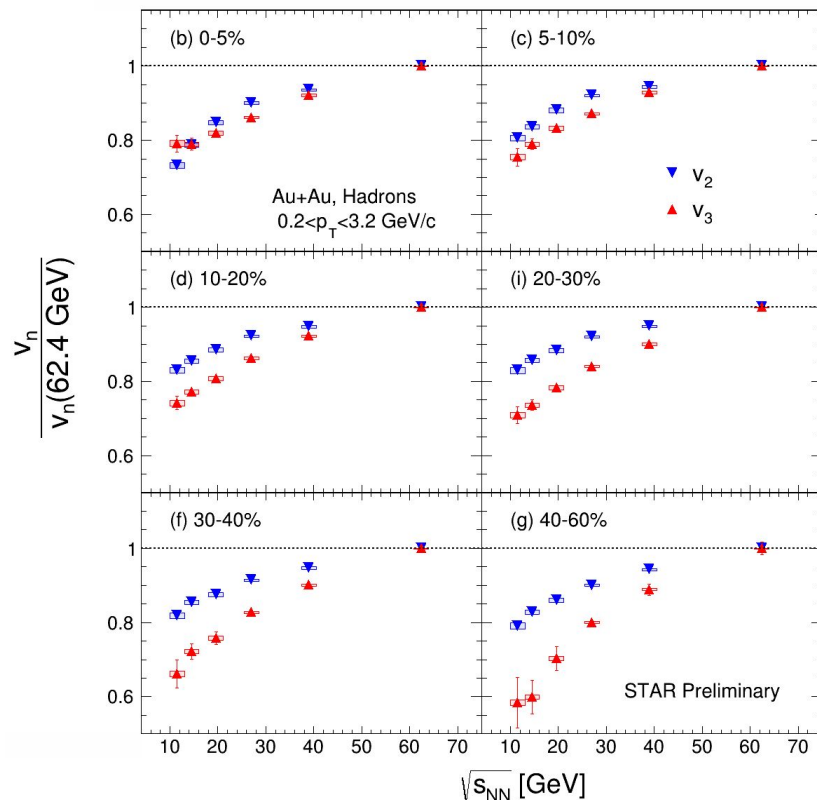 (b) 0-5%
(c) 5-10%
1
0.8
0.6
Au+Au, Hadrons
0.2<p_T<3.2 GeV/c
v_2
v_3
(d) 10-20%
(i) 20-30%
1
0.8
0.6
v_n
v_n(62.4 GeV)
(f) 30-40%
(g) 40-60%
1
0.8
0.6
STAR Preliminary
10 20 30 40 50 60 70 10 20 30 40 50 60 70
√s_NN [GeV]